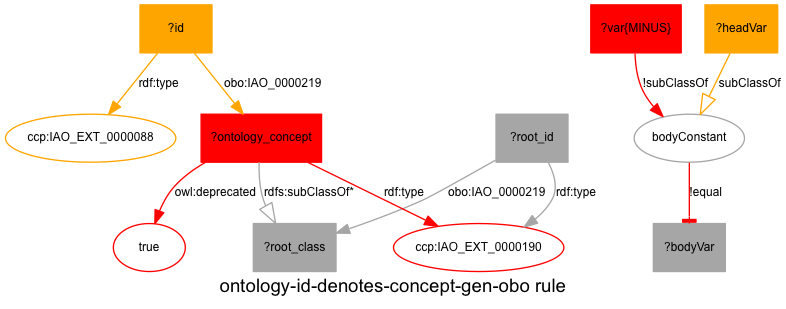 ?id
?var{MINUS}
?headVar
rdf:type
obo:IAO_0000219
!subClassOf
subClassOf
ccp:IAO_EXT_0000088
?ontology_concept
?root_id
bodyConstant
owl:deprecated
rdfs:subClassOf*
rdf:type
obo:IAO_0000219
rdf:type
!equal
true
?root_class
ccp:IAO_EXT_0000190
?bodyVar
ontology-id-denotes-concept-gen-obo rule